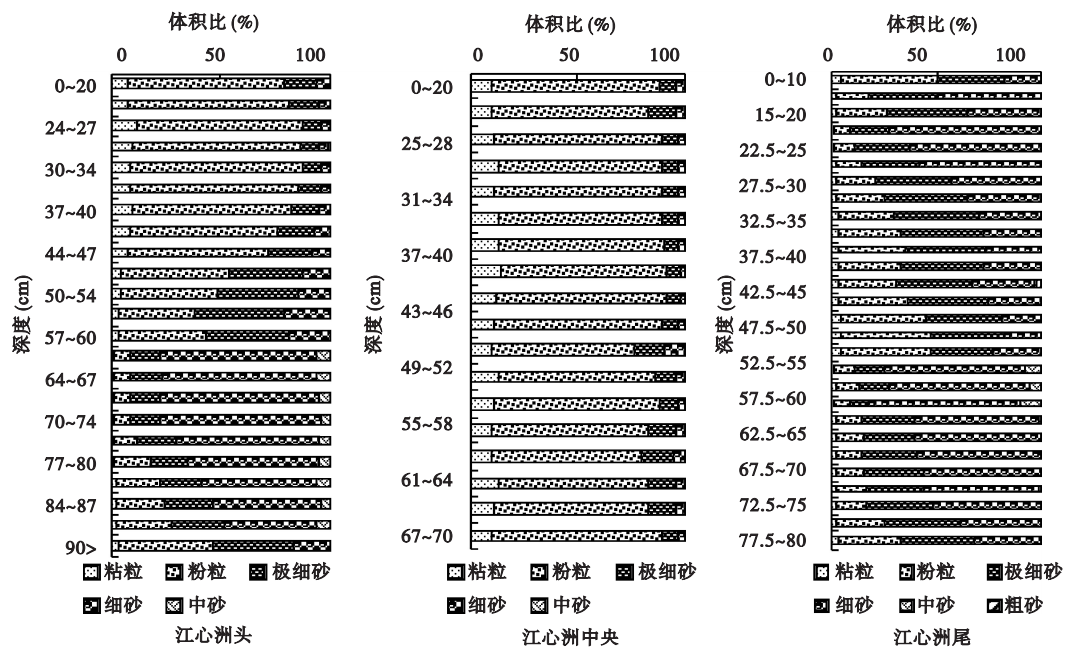 体积比 (%)
0 50 100
0~20
24~27
30~34
37~40
44~47
50~54
57~60
64~67
70~74
77~80
84~87
90>
深度 (cm)
粘粒 粉粒 极细砂
细砂 中砂
江心洲头
体积比 (%)
0 50 100
0~20
25~28
31~34
37~40
43~46
49~52
55~58
61~64
67~70
深度 (cm)
粘粒 粉粒 极细砂
细砂 中砂
江心洲中央
体积比 (%)
0 50 100
0~10
15~20
22.5~25
27.5~30
32.5~35
37.5~40
42.5~45
47.5~50
52.5~55
57.5~60
62.5~65
67.5~70
72.5~75
77.5~80
深度 (cm)
粘粒 粉粒 极细砂
细砂 中砂 粗砂
江心洲尾